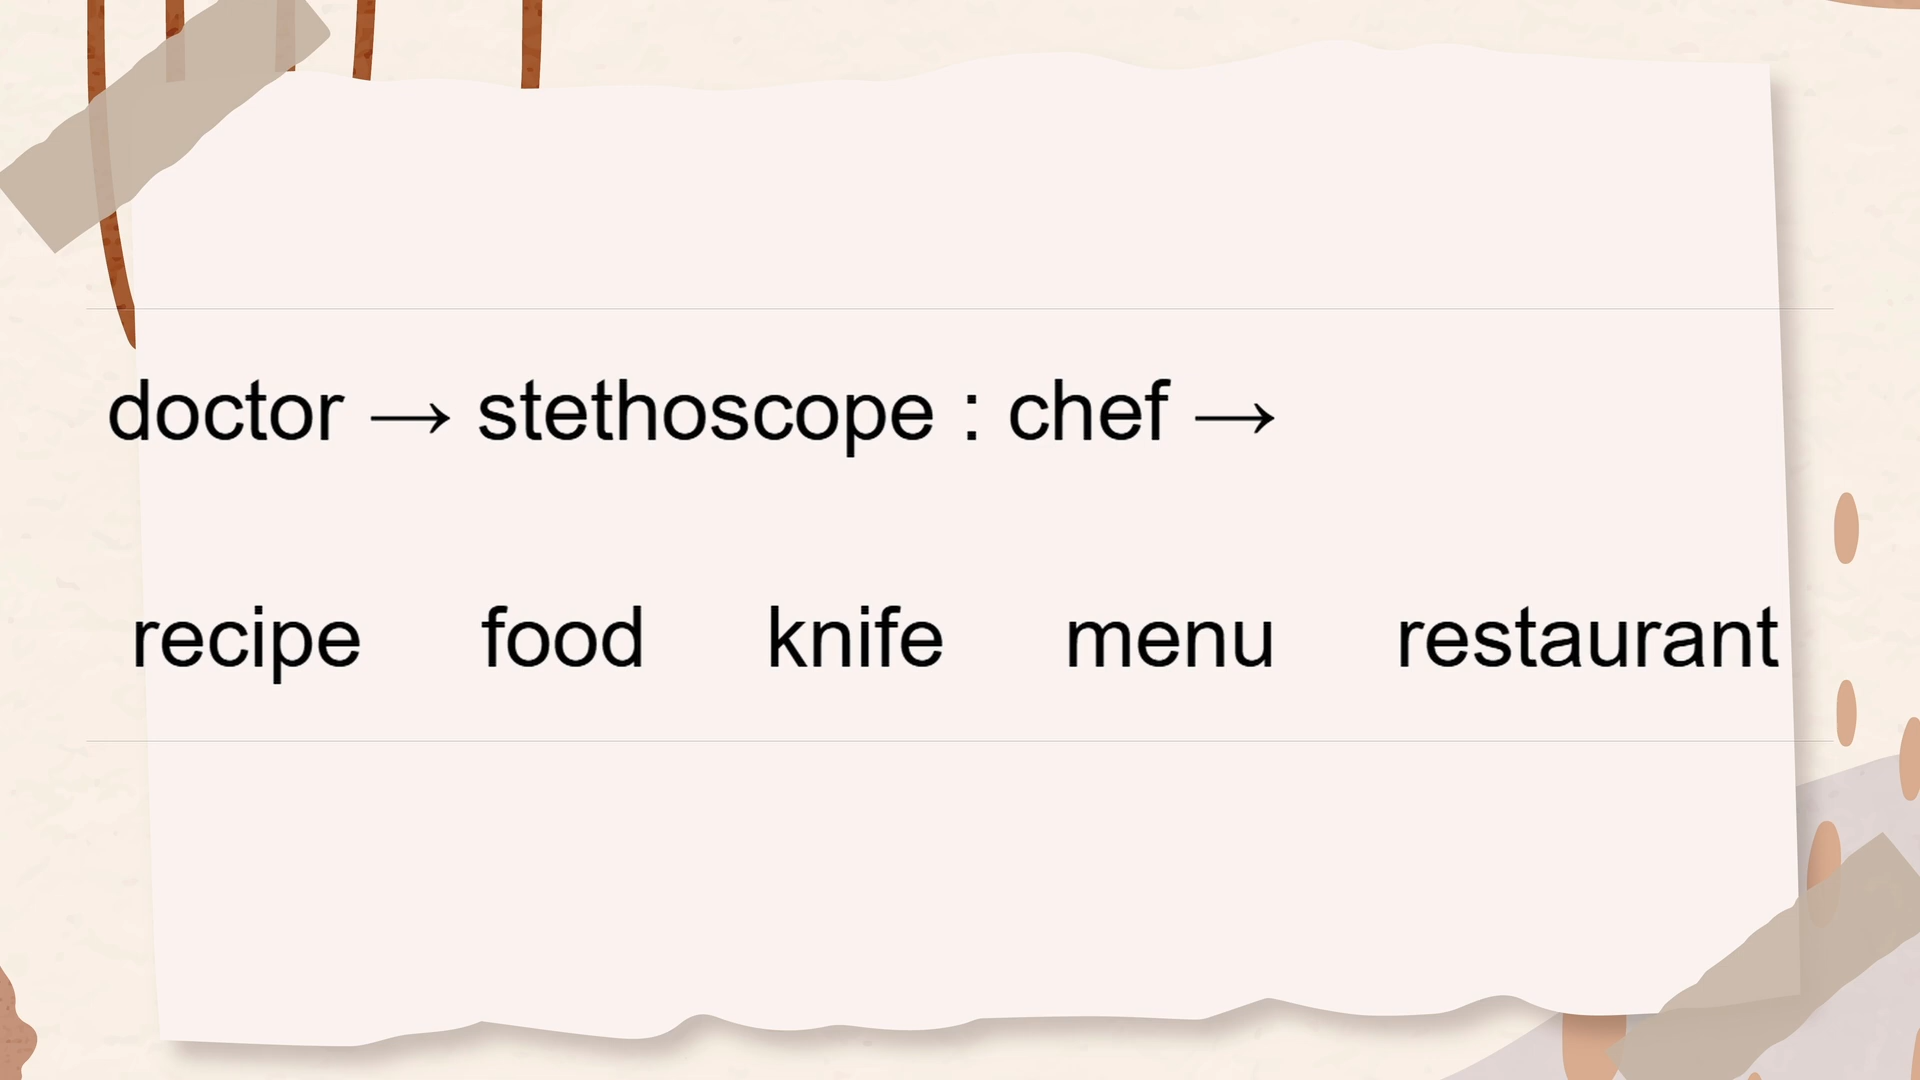 doctor → stethoscope : chef →
recipe food knife menu restaurant